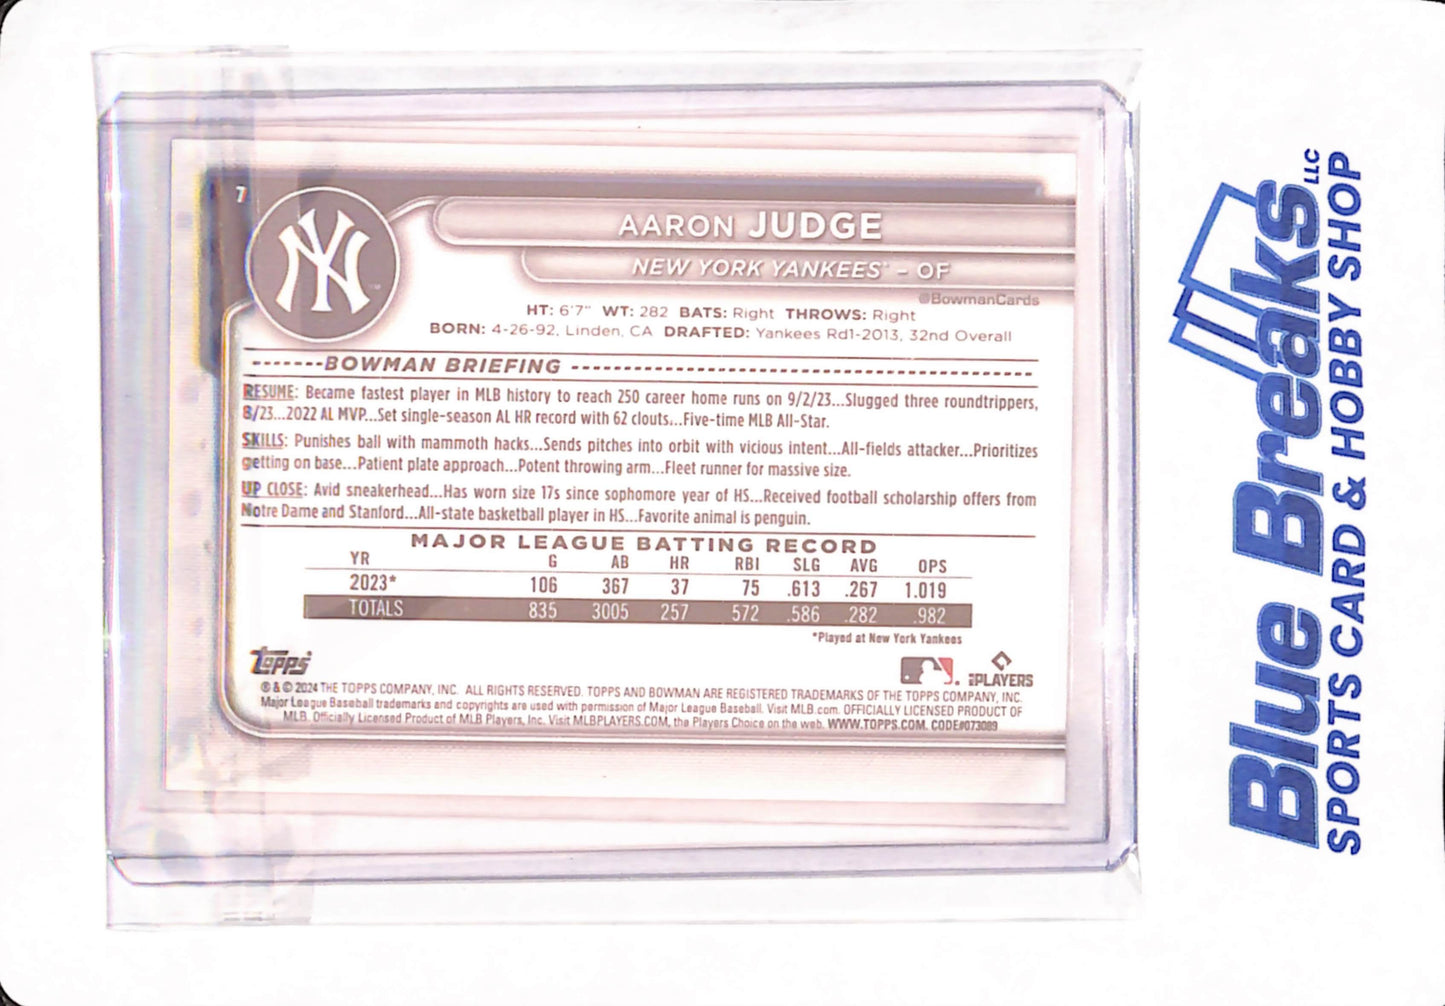 7
NY
AARON JUDGE
NEW YORK YANKEES™ – OF
@BowmanCards
HT: 6'7" WT: 282 BATS: Right THROWS: Right
BORN: 4-26-92, Linden, CA DRAFTED: Yankees Rd1-2013, 32nd Overall
BOWMAN BRIEFING
RESUME: Became fastest player in MLB history to reach 250 career home runs on 9/2/23...Slugged three roundtrippers,
8/23...2022 AL MVP...Set single-season AL HR record with 62 clouts...Five-time MLB All-Star.
SKILLS: Punishes ball with mammoth hacks...Sends pitches into orbit with vicious intent...All-fields attacker...Prioritizes
getting on base...Patient plate approach...Potent throwing arm...Fleet runner for massive size.
UP CLOSE: Avid sneakerhead...Has worn size 17s since sophomore year of HS...Received football scholarship offers from
Notre Dame and Stanford...All-state basketball player in HS...Favorite animal is penguin.
MAJOR LEAGUE BATTING RECORD
YR G AB HR RBI SLG AVG OPS
2023* 106 367 37 75 .613 .267 1.019
TOTALS 835 3005 257 572 .586 .282 .982
*Played at New York Yankees
Topps
PLAYERS
® & © 2024 THE TOPPS COMPANY, INC. ALL RIGHTS RESERVED. TOPPS AND BOWMAN ARE REGISTERED TRADEMARKS OF THE TOPPS COMPANY, INC.
Major League Baseball trademarks and copyrights are used with permission of Major League Baseball. Visit MLB.com. OFFICIALLY LICENSED PRODUCT OF
MLB. Officially Licensed Product of MLB Players, Inc. Visit MLBPLAYERS.COM, the Players Choice on the web. WWW.TOPPS.COM. CODE#073089
Blue Breaks LLC
SPORTS CARD & HOBBY SHOP